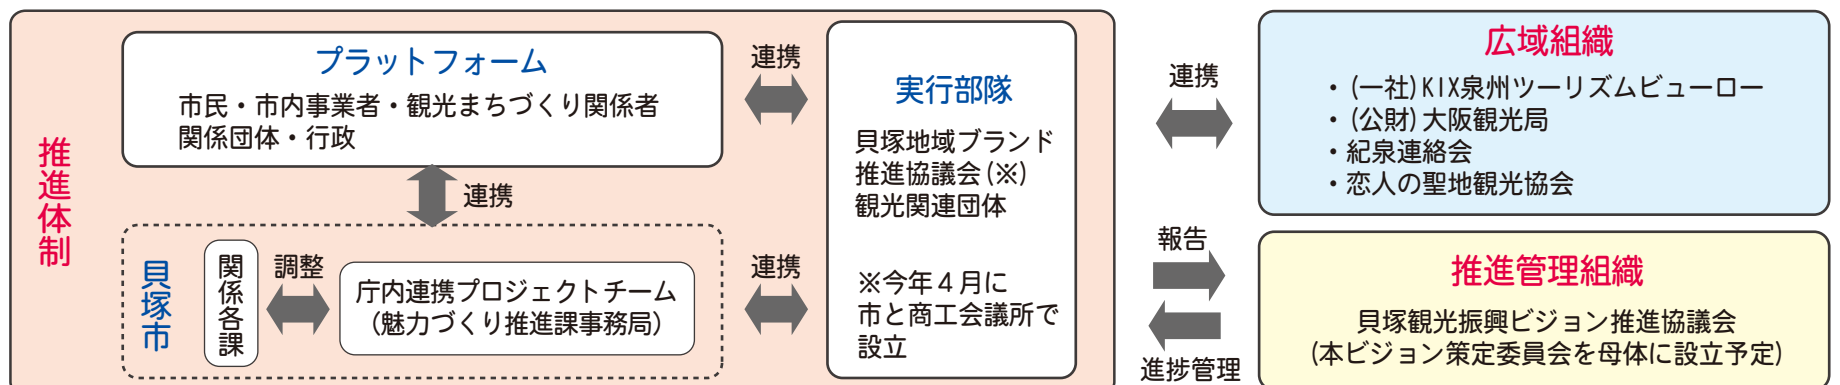 推進体制
プラットフォーム
市民・市内事業者・観光まちづくり関係者
関係団体・行政
連携
連携
貝塚市
関係各課
調整
庁内連携プロジェクトチーム
(魅力づくり推進課事務局)
連携
実行部隊
貝塚地域ブランド
推進協議会(※)
観光関連団体
※今年4月に
市と商工会議所で
設立
連携
広域組織
・(一社)KIX泉州ツーリズムビューロー
・(公財)大阪観光局
・紀泉連絡会
・恋人の聖地観光協会
報告
進捗管理
推進管理組織
貝塚観光振興ビジョン推進協議会
(本ビジョン策定委員会を母体に設立予定)